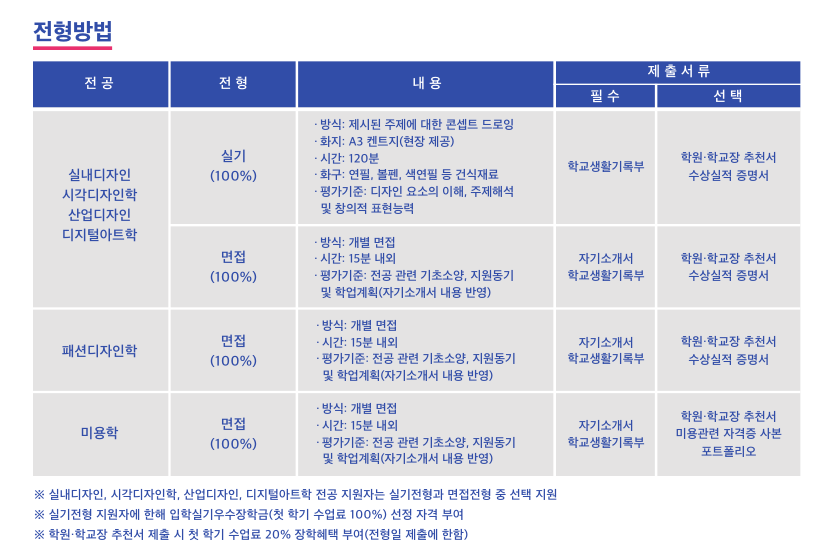 전형방법
전 공
전 형
내 용
제 출 서 류
필 수
선 택
실내디자인
시각디자인학
산업디자인
디지털아트학
실기
(100%)
· 방식: 제시된 주제에 대한 콘셉트 드로잉
· 화지: A3 켄트지(현장 제공)
· 시간: 120분
· 화구: 연필, 볼펜, 색연필 등 건식재료
· 평가기준: 디자인 요소의 이해, 주제해석
및 창의적 표현능력
학교생활기록부
학원·학교장 추천서
수상실적 증명서
면접
(100%)
· 방식: 개별 면접
· 시간: 15분 내외
· 평가기준: 전공 관련 기초소양, 지원동기
및 학업계획(자기소개서 내용 반영)
자기소개서
학교생활기록부
학원·학교장 추천서
수상실적 증명서
패션디자인학
면접
(100%)
· 방식: 개별 면접
· 시간: 15분 내외
· 평가기준: 전공 관련 기초소양, 지원동기
및 학업계획(자기소개서 내용 반영)
자기소개서
학교생활기록부
학원·학교장 추천서
수상실적 증명서
미용학
면접
(100%)
· 방식: 개별 면접
· 시간: 15분 내외
· 평가기준: 전공 관련 기초소양, 지원동기
및 학업계획(자기소개서 내용 반영)
자기소개서
학교생활기록부
학원·학교장 추천서
미용관련 자격증 사본
포트폴리오
※ 실내디자인, 시각디자인학, 산업디자인, 디지털아트학 전공 지원자는 실기전형과 면접전형 중 선택 지원
※ 실기전형 지원자에 한해 입학실기우수장학금(첫 학기 수업료 100%) 선정 자격 부여
※ 학원·학교장 추천서 제출 시 첫 학기 수업료 20% 장학혜택 부여(전형일 제출에 한함)